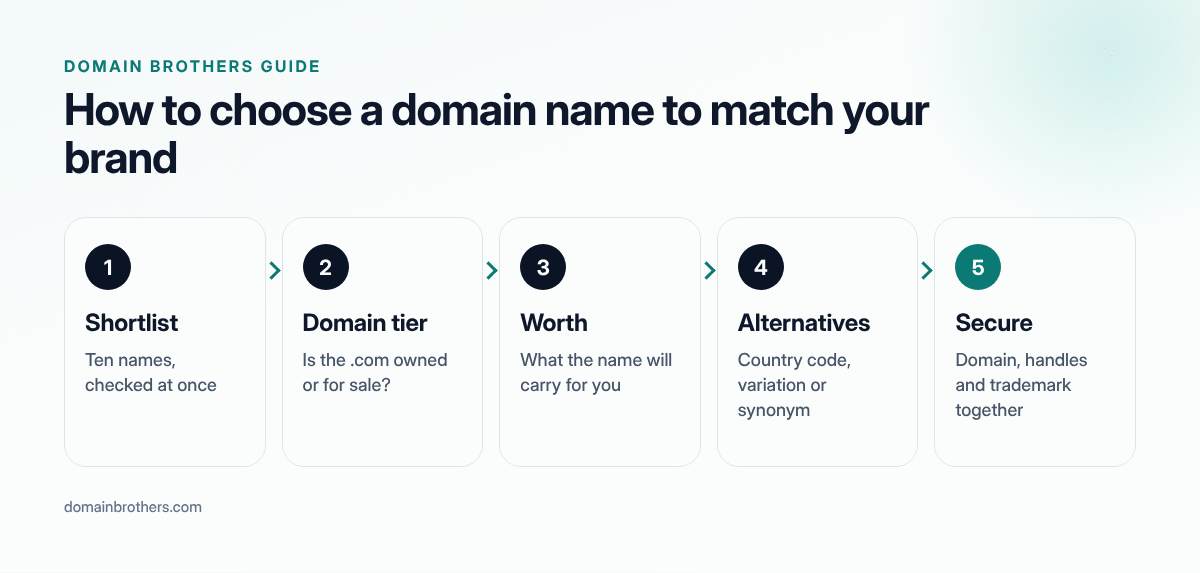 DOMAIN BROTHERS GUIDE
How to choose a domain name to match your
brand
1
Shortlist
Ten names,
checked at once
2
Domain tier
Is the .com owned
or for sale?
3
Worth
What the name will
carry for you
4
Alternatives
Country code,
variation or
synonym
5
Secure
Domain, handles
and trademark
together
domainbrothers.com